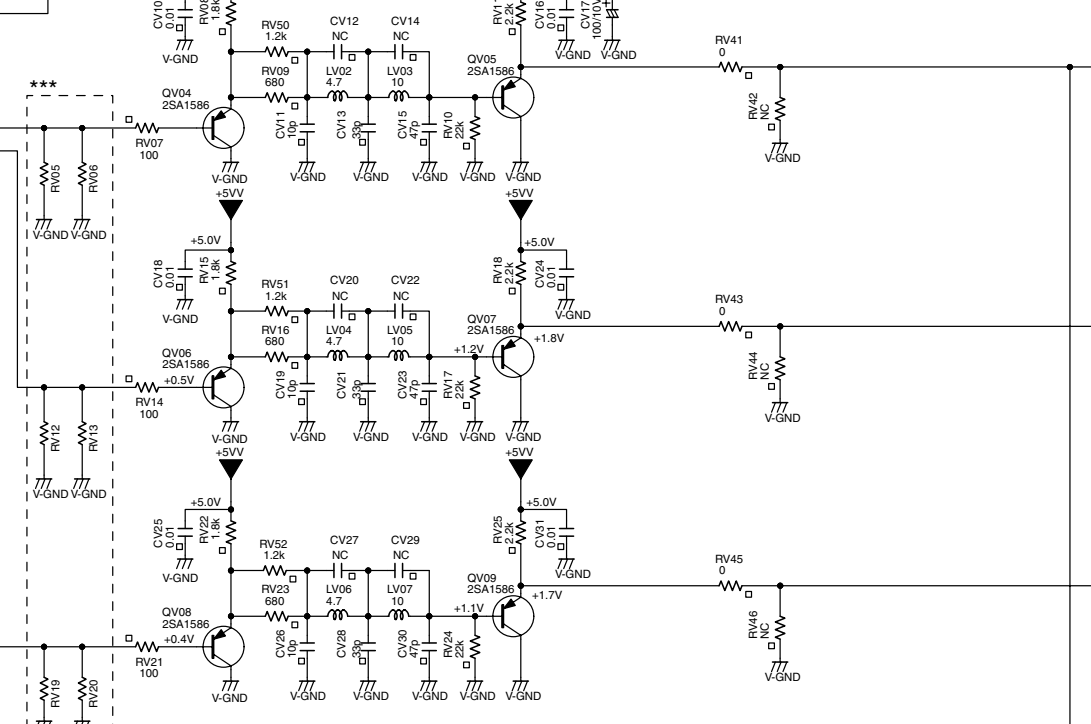 CV10
0.01
RV08
1.8k
V-GND
RV50
1.2k
CV12
NC
CV14
NC
RV11
2.2k
CV16
0.01
CV17
100/10V
V-GND
V-GND
RV41
0
***
QV04
2SA1586
RV09
680
LV02
4.7
LV03
10
QV05
2SA1586
RV42
NC
V-GND
RV07
100
CV11
10p
CV13
33p
CV15
47p
RV10
22k
RV05
RV06
V-GND
V-GND
V-GND
V-GND
V-GND
V-GND
V-GND
V-GND
V-GND
+5VV
+5VV
+5.0V
+5.0V
CV18
0.01
RV15
1.8k
V-GND
RV51
1.2k
CV20
NC
CV22
NC
RV18
2.2k
CV24
0.01
V-GND
RV43
0
QV06
2SA1586
+0.5V
RV16
680
LV04
4.7
LV05
10
+1.2V
QV07
2SA1586
+1.8V
RV44
NC
V-GND
RV14
100
CV19
10p
CV21
33p
CV23
47p
RV17
22k
RV12
RV13
V-GND
V-GND
V-GND
V-GND
V-GND
V-GND
V-GND
V-GND
+5VV
+5VV
+5.0V
+5.0V
CV25
0.01
RV22
1.8k
V-GND
RV52
1.2k
CV27
NC
CV29
NC
RV25
2.2k
CV31
0.01
V-GND
RV45
0
QV08
2SA1586
+0.4V
RV23
680
LV06
4.7
LV07
10
+1.1V
QV09
2SA1586
+1.7V
RV46
NC
V-GND
RV21
100
CV26
10p
CV28
33p
CV30
47p
RV24
22k
RV19
RV20
V-GND
V-GND
V-GND
V-GND
V-GND
V-GND